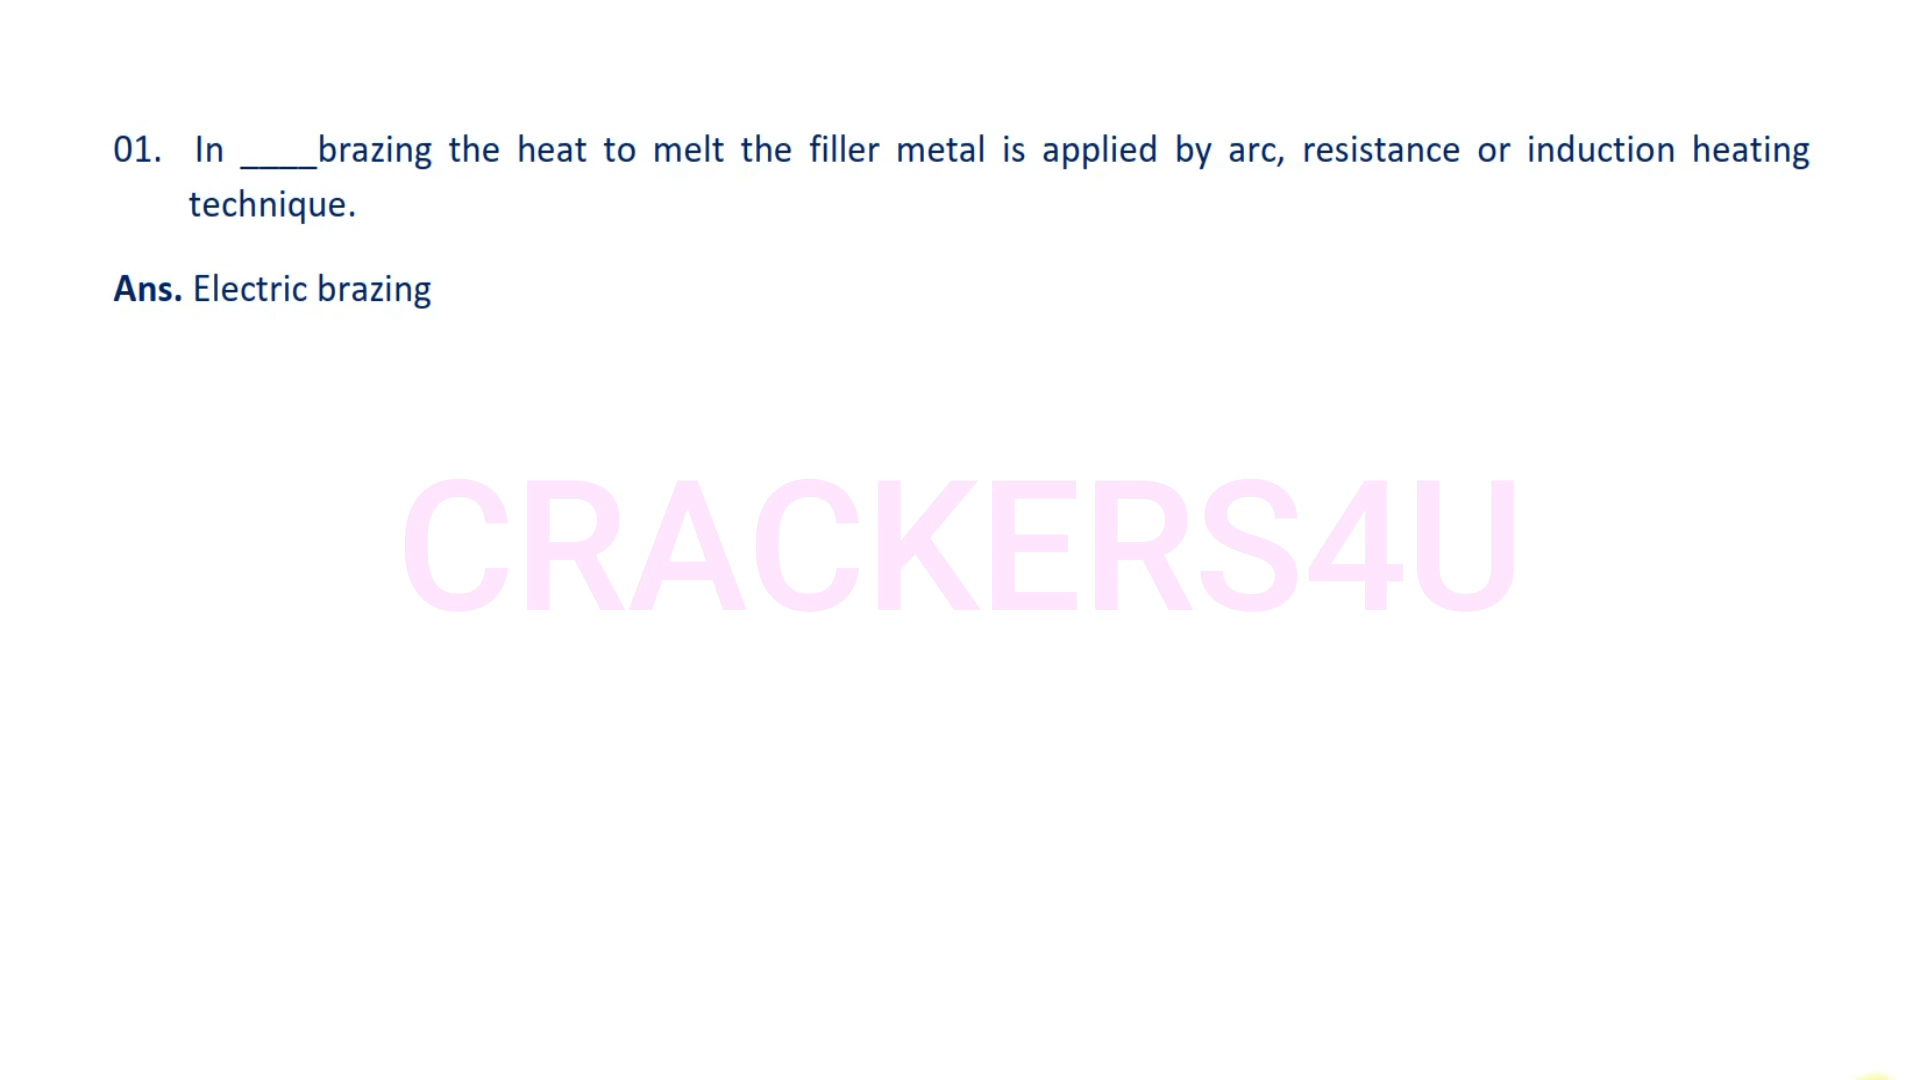 01. In ____brazing the heat to melt the filler metal is applied by arc, resistance or induction heating
technique.
Ans. Electric brazing
CRACKERS4U